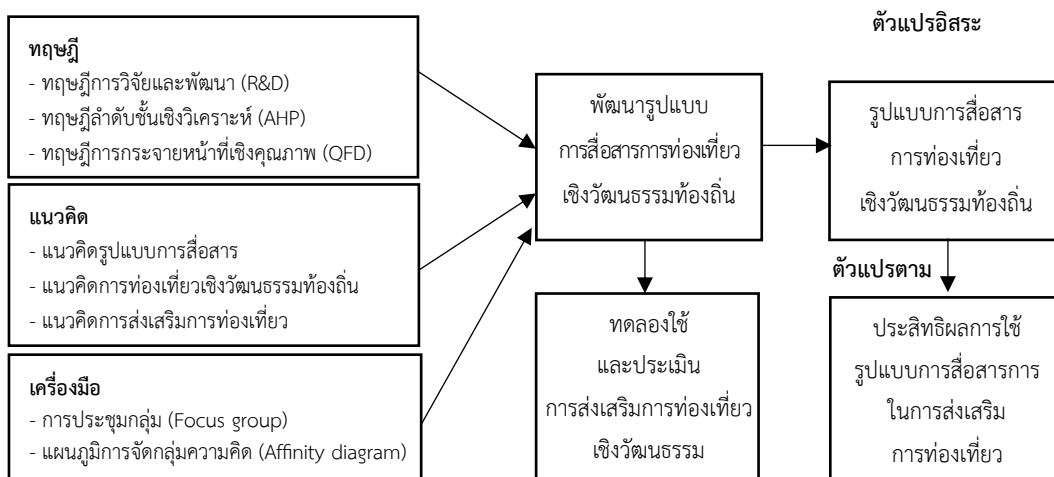 ทฤษฎี
- ทฤษฎีการวิจัยและพัฒนา (R&D)
- ทฤษฎีลำดับชั้นเชิงวิเคราะห์ (AHP)
- ทฤษฎีการกระจายหน้าที่เชิงคุณภาพ (QFD)
แนวคิด
- แนวคิดรูปแบบการสื่อสาร
- แนวคิดการท่องเที่ยวเชิงวัฒนธรรมท้องถิ่น
- แนวคิดการส่งเสริมการท่องเที่ยว
เครื่องมือ
- การประชุมกลุ่ม (Focus group)
- แผนภูมิการจัดกลุ่มความคิด (Affinity diagram)
พัฒนารูปแบบ
การสื่อสารการท่องเที่ยว
เชิงวัฒนธรรมท้องถิ่น
ทดลองใช้
และประเมิน
การส่งเสริมการท่องเที่ยว
เชิงวัฒนธรรม
ตัวแปรอิสระ
รูปแบบการสื่อสาร
การท่องเที่ยว
เชิงวัฒนธรรมท้องถิ่น
ตัวแปรตาม
ประสิทธิผลการใช้
รูปแบบการสื่อสารการ
ในการส่งเสริม
การท่องเที่ยว